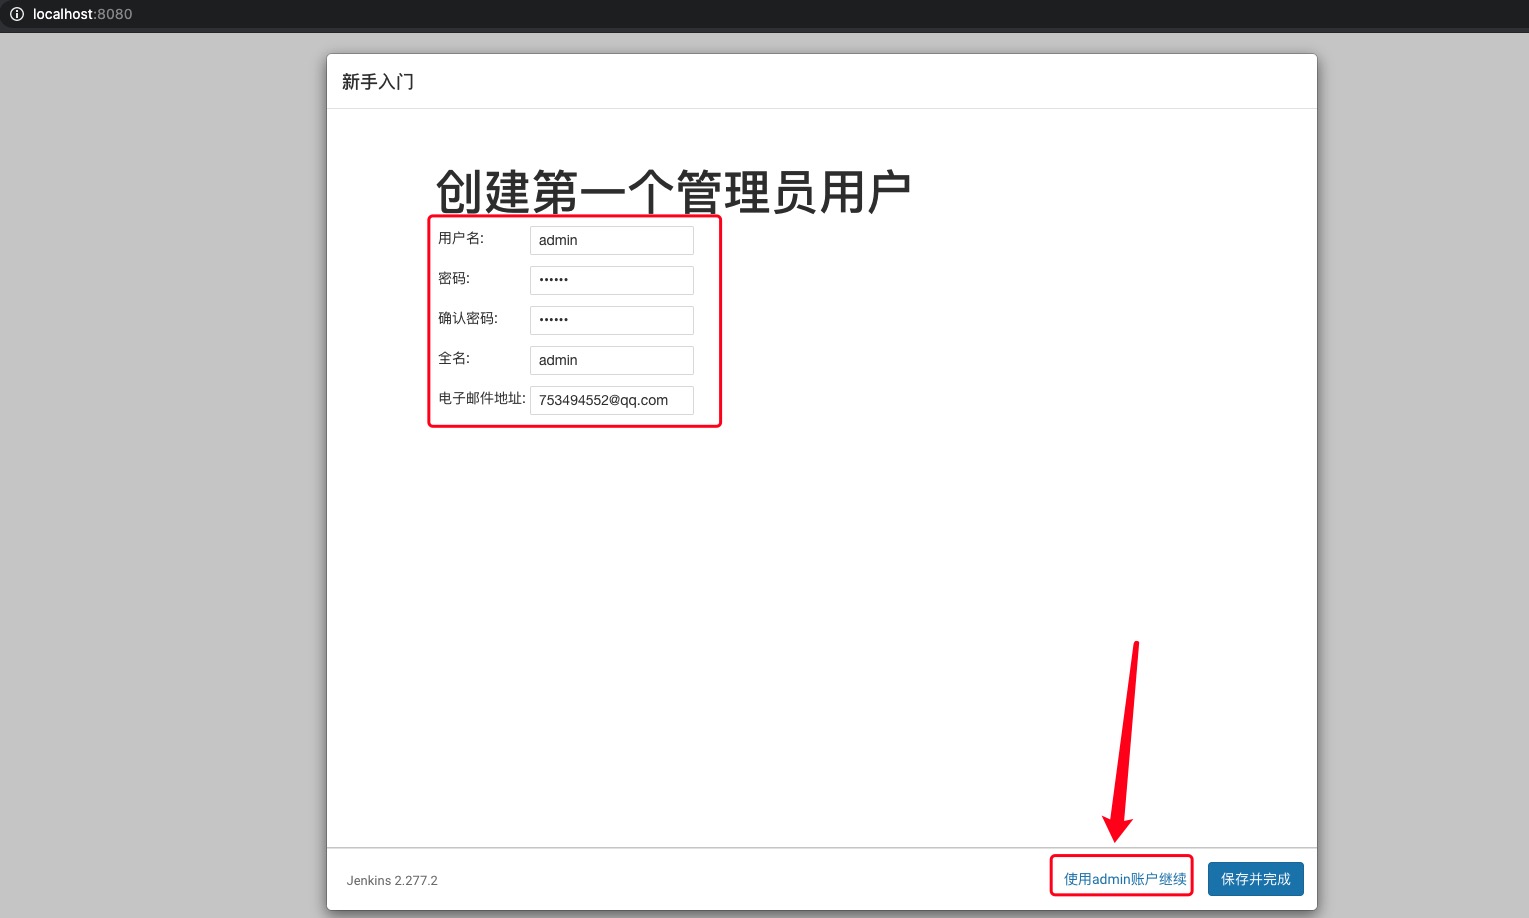 localhost:8080
新手入门
创建第一个管理员用户
用户名: admin
密码: ••••••
确认密码: ••••••
全名: admin
电子邮件地址: 753494552@qq.com
Jenkins 2.277.2 使用admin账户继续 保存并完成